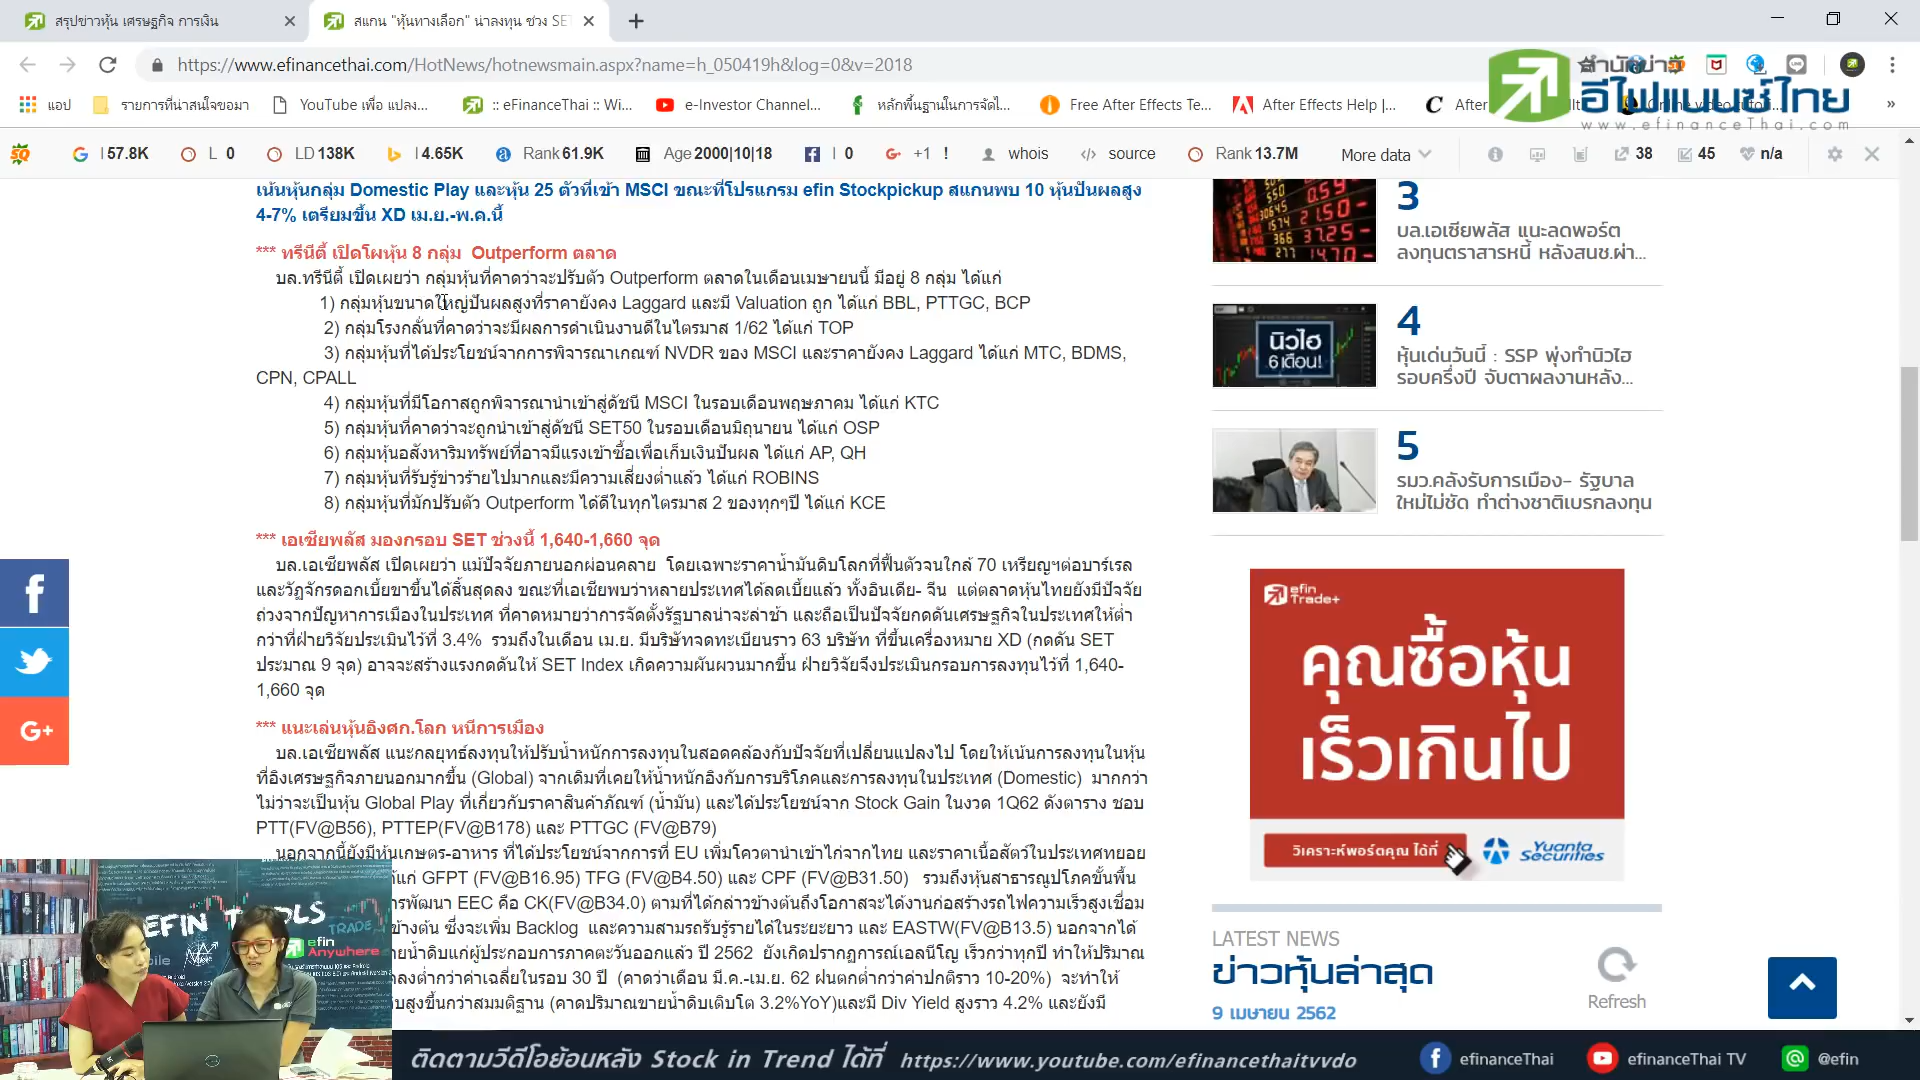 สรุปข่าวหุ้น เศรษฐกิจ การเงิน
สแกน "หุ้นทางเลือก" น่าลงทุน ช่วง SE
https://www.efinancethai.com/HotNews/hotnewsmain.aspx?name=h_050419h&log=0&v=2018
สำนักข่าว
อีไฟแนนซ์ไทย
www.efinanceThai.com
แอป
รายการที่น่าสนใจของมา
YouTube เพื่อ แปลง...
:: eFinanceThai :: Wi...
e-Investor Channel...
หลักพื้นฐานในการจัดไ...
Free After Effects Te...
After Effects Help |...
After
I 57.8K
L 0
LD 138K
I 4.65K
Rank 61.9K
Age 2000|10|18
I 0
+1 !
whois
source
Rank 13.7M
More data
38
45
n/a
เน้นหุ้นกลุ่ม Domestic Play และหุ้น 25 ตัวที่เข้า MSCI ขณะที่โปรแกรม efin Stockpickup สแกนพบ 10 หุ้นปันผลสูง
4-7% เตรียมขึ้น XD เม.ย.-พ.ค.นี้
*** ทรีนีตี้ เปิดโผหุ้น 8 กลุ่ม Outperform ตลาด
บล.ทรีนีตี้ เปิดเผยว่า กลุ่มหุ้นที่คาดว่าจะปรับตัว Outperform ตลาดในเดือนเมษายนนี้ มีอยู่ 8 กลุ่ม ได้แก่
1) กลุ่มหุ้นขนาดใหญ่ปันผลสูงที่ราคายังคง Laggard และมี Valuation ถูก ได้แก่ BBL, PTTGC, BCP
2) กลุ่มโรงกลั่นที่คาดว่าจะมีผลการดำเนินงานดีในไตรมาส 1/62 ได้แก่ TOP
3) กลุ่มหุ้นที่ได้ประโยชน์จากการพิจารณาเกณฑ์ NVDR ของ MSCI และราคายังคง Laggard ได้แก่ MTC, BDMS,
CPN, CPALL
4) กลุ่มหุ้นที่มีโอกาสถูกพิจารณานำเข้าสู่ดัชนี MSCI ในรอบเดือนพฤษภาคม ได้แก่ KTC
5) กลุ่มหุ้นที่คาดว่าจะถูกนำเข้าสู่ดัชนี SET50 ในรอบเดือนมิถุนายน ได้แก่ OSP
6) กลุ่มหุ้นอสังหาริมทรัพย์ที่อาจมีแรงเข้าซื้อเพื่อเก็บเงินปันผล ได้แก่ AP, QH
7) กลุ่มหุ้นที่รับรู้ข่าวร้ายไปมากและมีความเสี่ยงต่ำแล้ว ได้แก่ ROBINS
8) กลุ่มหุ้นที่มักปรับตัว Outperform ได้ดีในทุกไตรมาส 2 ของทุกๆปี ได้แก่ KCE
*** เอเซียพลัส มองกรอบ SET ช่วงนี้ 1,640-1,660 จุด
บล.เอเซียพลัส เปิดเผยว่า แม้ปัจจัยภายนอกผ่อนคลาย โดยเฉพาะราคาน้ำมันดิบโลกที่ฟื้นตัวจนใกล้ 70 เหรียญฯต่อบาร์เรล
และวัฏจักรดอกเบี้ยขาขึ้นได้สิ้นสุดลง ขณะที่เอเชียพบว่าหลายประเทศได้ลดเบี้ยแล้ว ทั้งอินเดีย- จีน แต่ตลาดหุ้นไทยยังมีปัจจัย
ถ่วงจากปัญหาการเมืองในประเทศ ที่คาดหมายว่าการจัดตั้งรัฐบาลน่าจะล่าช้า และถือเป็นปัจจัยกดดันเศรษฐกิจในประเทศให้ต่ำ
กว่าที่ฝ่ายวิจัยประเมินไว้ที่ 3.4% รวมถึงในเดือน เม.ย. มีบริษัทจดทะเบียนราว 63 บริษัท ที่ขึ้นเครื่องหมาย XD (กดดัน SET
ประมาณ 9 จุด) อาจจะสร้างแรงกดดันให้ SET Index เกิดความผันผวนมากขึ้น ฝ่ายวิจัยจึงประเมินกรอบการลงทุนไว้ที่ 1,640-
1,660 จุด
*** แนะเล่นหุ้นอิงศก.โลก หนีการเมือง
บล.เอเซียพลัส แนะกลยุทธ์ลงทุนให้ปรับน้ำหนักการลงทุนในสอดคล้องกับปัจจัยที่เปลี่ยนแปลงไป โดยให้เน้นการลงทุนในหุ้น
ที่อิงเศรษฐกิจภายนอกมากขึ้น (Global) จากเดิมที่เคยให้น้ำหนักอิงกับการบริโภคและการลงทุนในประเทศ (Domestic) มากกว่า
ไม่ว่าจะเป็นหุ้น Global Play ที่เกี่ยวกับราคาสินค้าภัณฑ์ (น้ำมัน) และได้ประโยชน์จาก Stock Gain ในงวด 1Q62 ดังตาราง ชอบ
PTT(FV@B56), PTTEP(FV@B178) และ PTTGC (FV@B79)
นอกจากนี้ยังมีหุ้นเกษตร-อาหาร ที่ได้ประโยชน์จากการที่ EU เพิ่มโควตานำเข้าไก่จากไทย และราคาเนื้อสัตว์ในประเทศทยอย
ก่ GFPT (FV@B16.95) TFG (FV@B4.50) และ CPF (FV@B31.50) รวมถึงหุ้นสาธารณูปโภคขั้นพื้น
รพัฒนา EEC คือ CK(FV@B34.0) ตามที่ได้กล่าวข้างต้นถึงโอกาสจะได้งานก่อสร้างรถไฟความเร็วสูงเชื่อม
ข้างต้น ซึ่งจะเพิ่ม Backlog และความสามรถรับรู้รายได้ในระยะยาว และ EASTW(FV@B13.5) นอกจากได้
ยน้ำดิบแก่ผู้ประกอบการภาคตะวันออกแล้ว ปี 2562 ยังเกิดปรากฏการณ์เอลนีโญ เร็วกว่าทุกปี ทำให้ปริมาณ
ลงต่ำกว่าค่าเฉลี่ยในรอบ 30 ปี (คาดว่าเดือน มี.ค.-เม.ย. 62 ฝนตกต่ำกว่าค่าปกติราว 10-20%) จะทำให้
บสูงขึ้นกว่าสมมติฐาน (คาดปริมาณขายน้ำดิบเติบโต 3.2%YoY)และมี Div Yield สูงราว 4.2% และยังมี
3
บล.เอเซียพลัส แนะลดพอร์ต
ลงทุนตราสารหนี้ หลังสนช.ผ่า...
4
นิวไฮ
6 เดือน!
หุ้นเด่นวันนี้ : SSP พุ่งทำนิวไฮ
รอบครึ่งปี จับตาผลงานหลัง...
5
รมว.คลังรับการเมือง- รัฐบาล
ใหม่ไม่ชัด ทำต่างชาติเบรกลงทุน
efin
Trade+
คุณซื้อหุ้น
เร็วเกินไป
วิเคราะห์พอร์ตคุณ ได้ที่
Yuanta
Securities
LATEST NEWS
ข่าวหุ้นล่าสุด
9 เมษายน 2562
Refresh
EFIN T LS
TRADE
efin
Anywhere
ติดตามวีดีโอย้อนหลัง Stock in Trend ได้ที่ https://www.youtube.com/efinancethaitvvdo
efinanceThai
efinanceThai TV
@efin